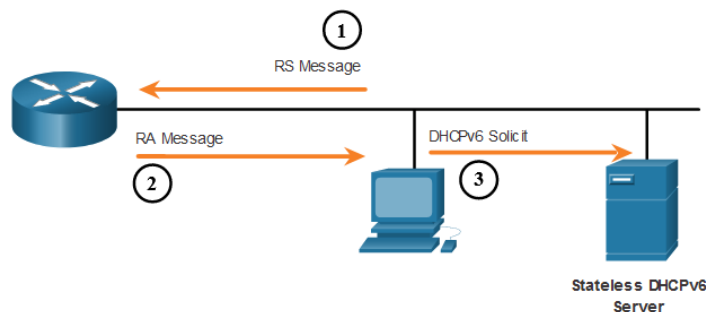 1
RS Message
RA Message
2
DHCPv6 Solicit
3
Stateless DHCPv6
Server